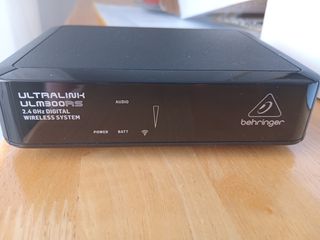 ULTRALINK
ULM300RS
2.4 GHz DIGITAL
WIRELESS SYSTEM
AUDIO
POWER BATT
behringer